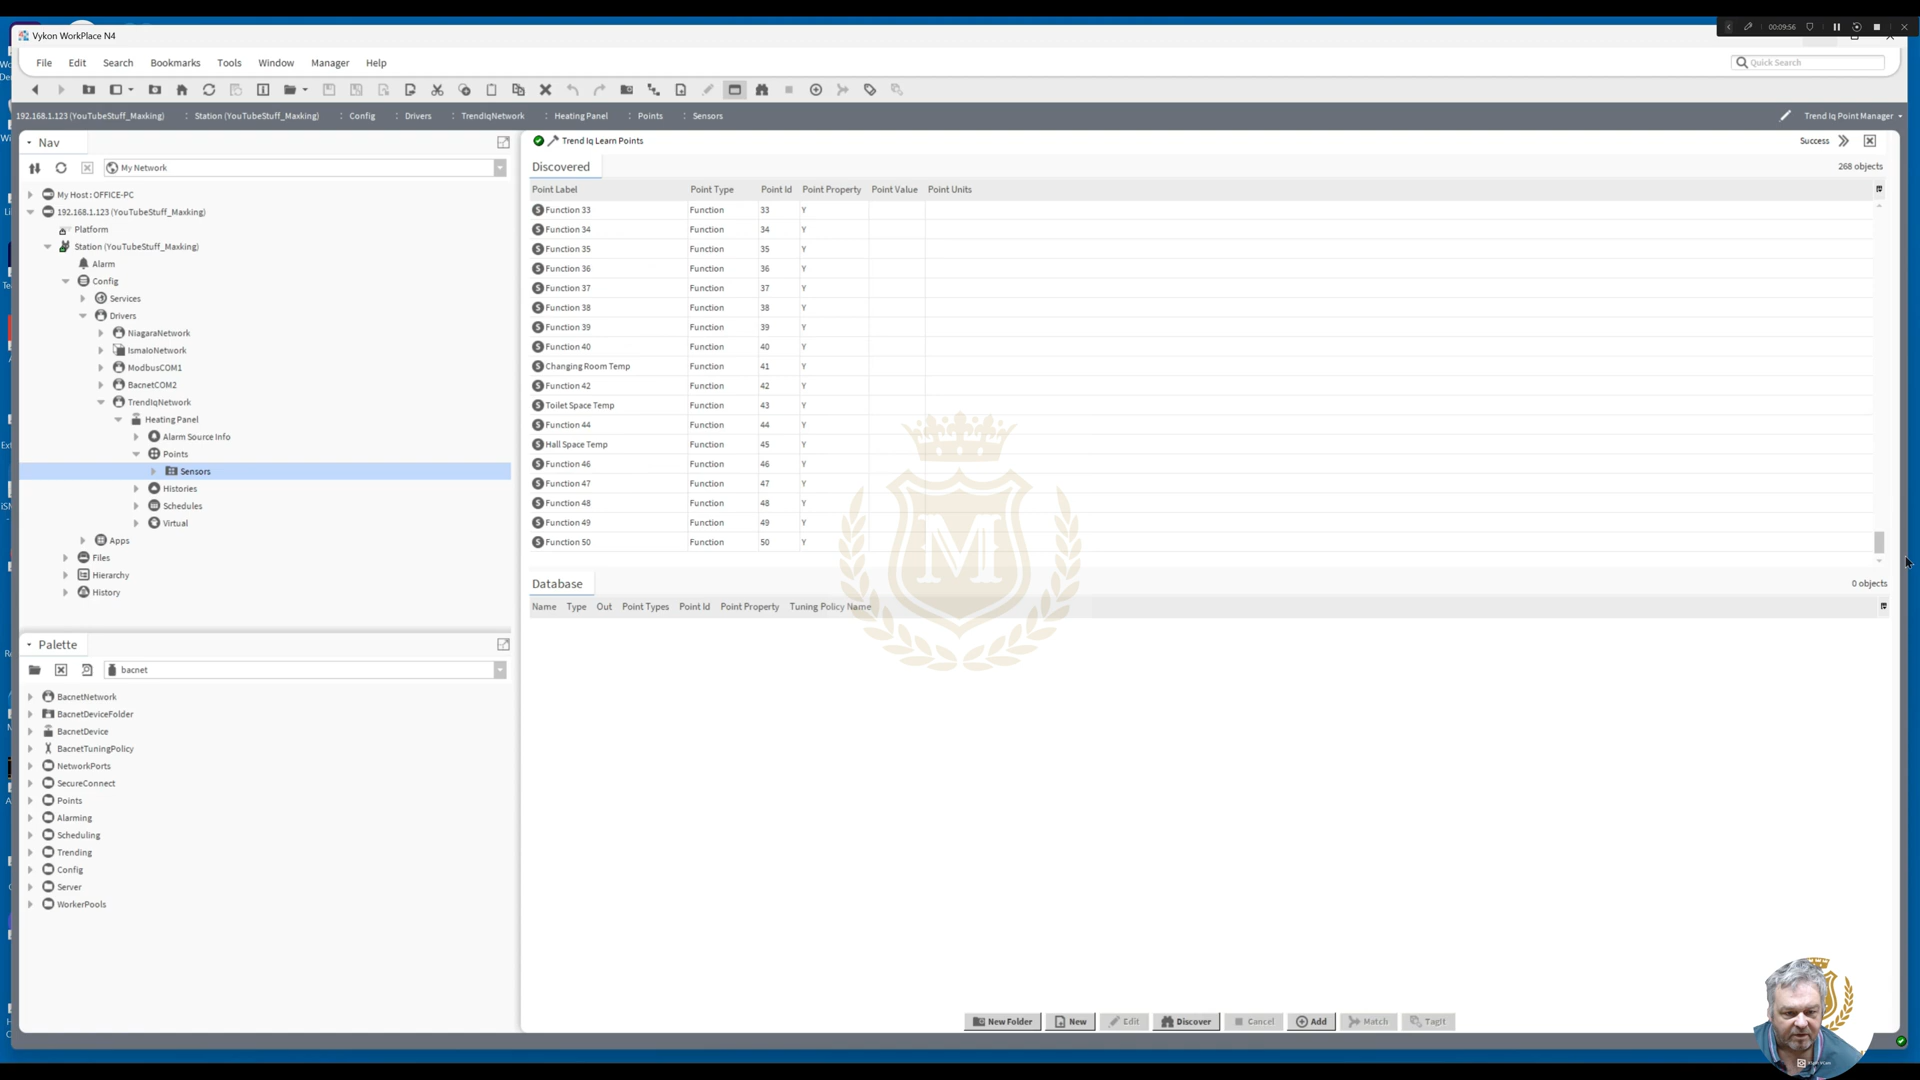 Vykon WorkPlace N4
00:09:56
File Edit Search Bookmarks Tools Window Manager Help
Quick Search
192.168.1.123 (YouTubeStuff_Maxking) : Station (YouTubeStuff_Maxking) : Config : Drivers : TrendIqNetwork : Heating Panel : Points : Sensors
Trend Iq Point Manager
Nav
My Network
My Host : OFFICE-PC
192.168.1.123 (YouTubeStuff_Maxking)
Platform
Station (YouTubeStuff_Maxking)
Alarm
Config
Services
Drivers
NiagaraNetwork
IsmaIoNetwork
ModbusCOM1
BacnetCOM2
TrendIqNetwork
Heating Panel
Alarm Source Info
Points
Sensors
Histories
Schedules
Virtual
Apps
Files
Hierarchy
History
Palette
bacnet
BacnetNetwork
BacnetDeviceFolder
BacnetDevice
BacnetTuningPolicy
NetworkPorts
SecureConnect
Points
Alarming
Scheduling
Trending
Config
Server
WorkerPools
Trend Iq Learn Points
Success
Discovered
268 objects
Point Label Point Type Point Id Point Property Point Value Point Units
Function 33 Function 33 Y
Function 34 Function 34 Y
Function 35 Function 35 Y
Function 36 Function 36 Y
Function 37 Function 37 Y
Function 38 Function 38 Y
Function 39 Function 39 Y
Function 40 Function 40 Y
Changing Room Temp Function 41 Y
Function 42 Function 42 Y
Toilet Space Temp Function 43 Y
Function 44 Function 44 Y
Hall Space Temp Function 45 Y
Function 46 Function 46 Y
Function 47 Function 47 Y
Function 48 Function 48 Y
Function 49 Function 49 Y
Function 50 Function 50 Y
M
Database
0 objects
Name Type Out Point Types Point Id Point Property Tuning Policy Name
New Folder New Edit Discover Cancel Add Match TagIt